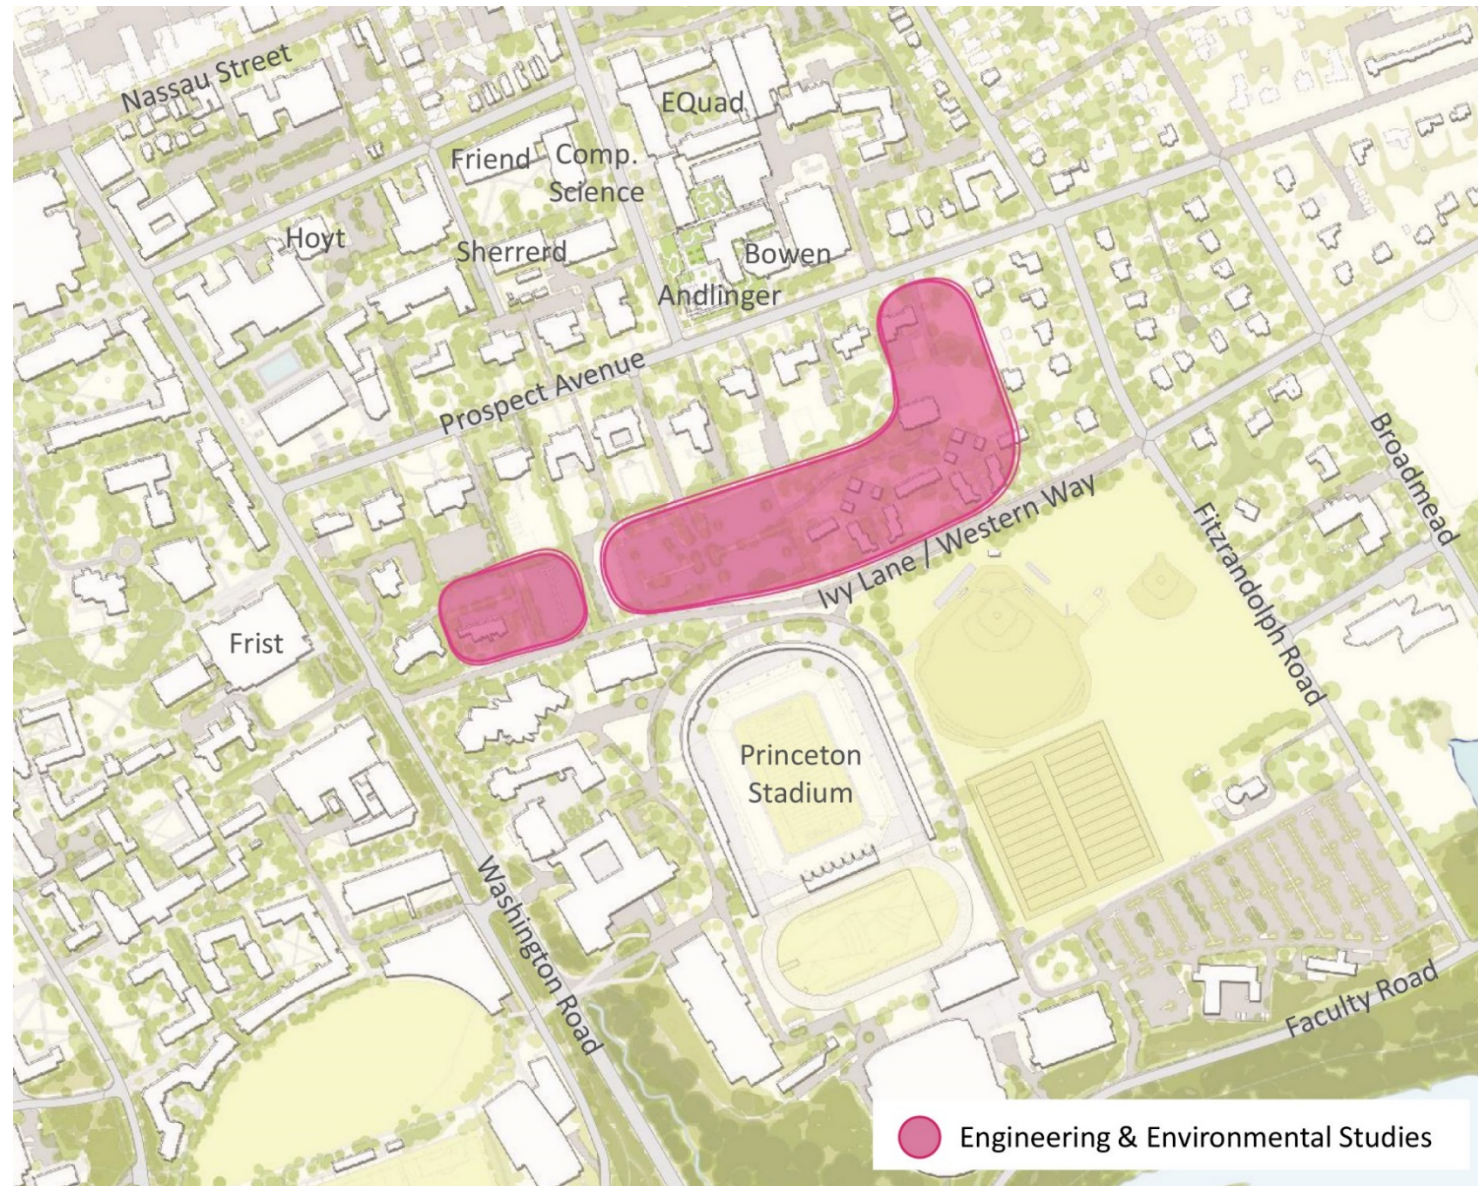 Nassau Street
EQuad
Friend
Comp.
Science
Hoyt
Sherrerd
Bowen
Andlinger
Prospect Avenue
Broadmead
Ivy Lane / Western Way
Fitzrandolph Road
Frist
Princeton
Stadium
Washington Road
Faculty Road
Engineering & Environmental Studies